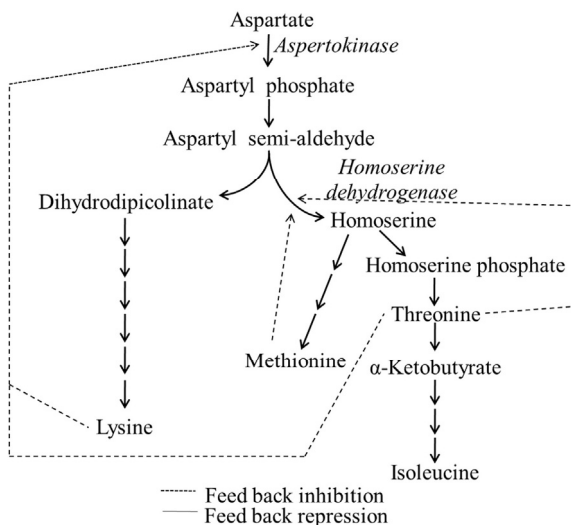 Aspartate
Aspertokinase
Aspartyl phosphate
Aspartyl semi-aldehyde
Homoserine
dehydrogenase
Dihydrodipicolinate
Homoserine
Homoserine phosphate
Threonine
Methionine
α-Ketobutyrate
Lysine
Isoleucine
Feed back inhibition
Feed back repression